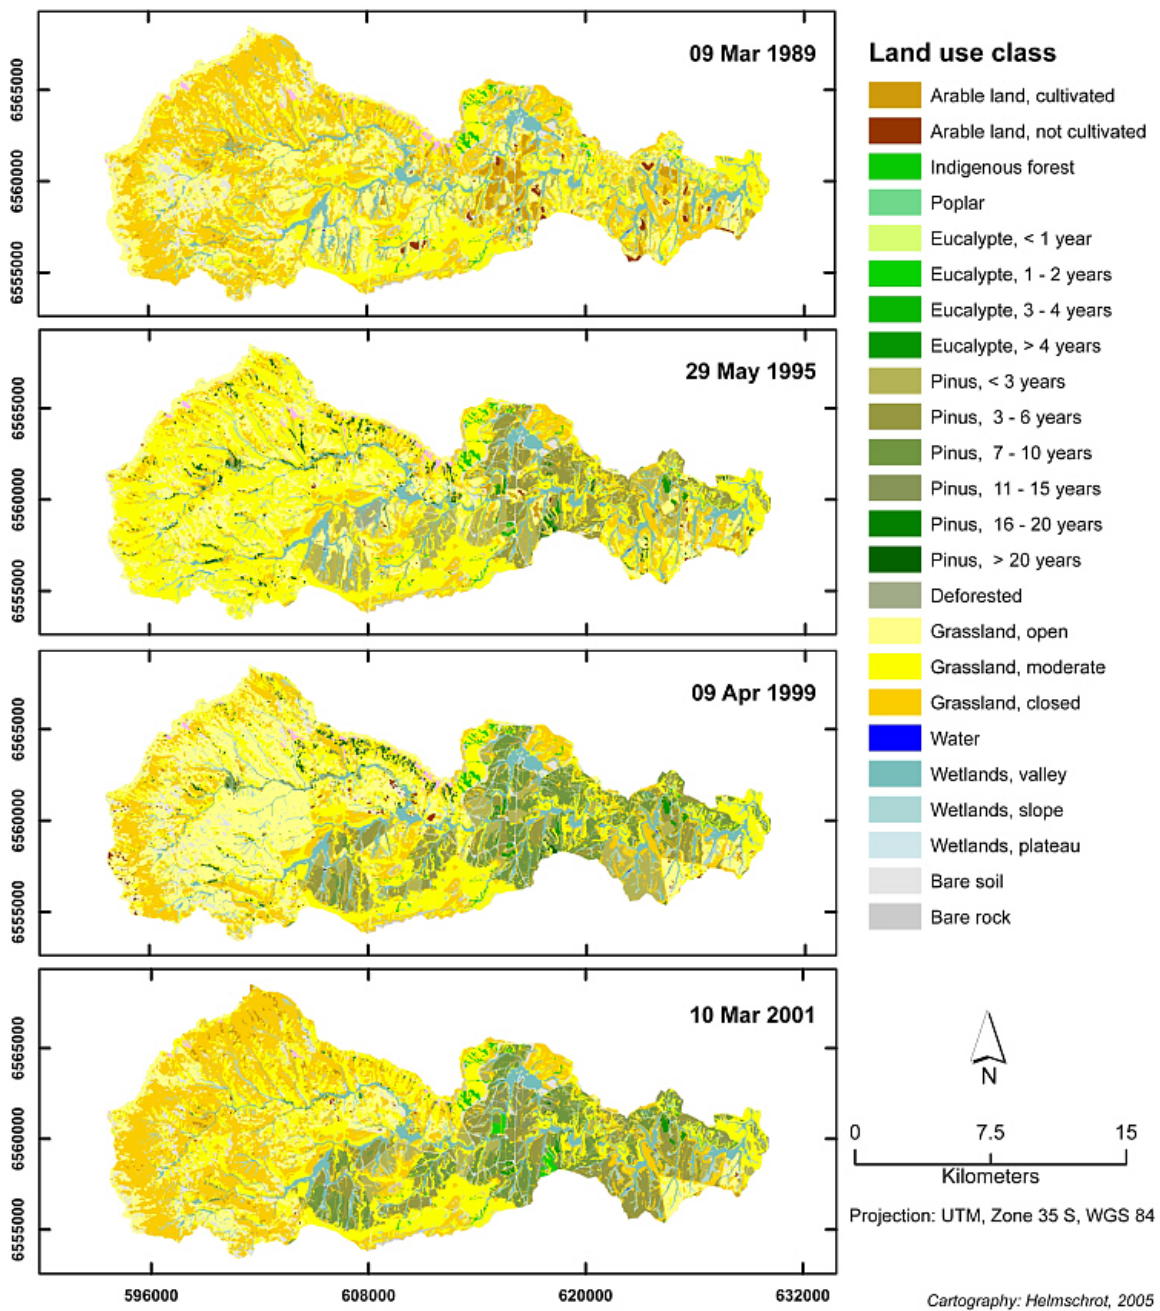 09 Mar 1989
6565000
6560000
6555000
29 May 1995
6565000
6560000
6555000
09 Apr 1999
6565000
6560000
6555000
10 Mar 2001
6565000
6560000
6555000
596000
608000
620000
632000
Land use class
Arable land, cultivated
Arable land, not cultivated
Indigenous forest
Poplar
Eucalypte, < 1 year
Eucalypte, 1 - 2 years
Eucalypte, 3 - 4 years
Eucalypte, > 4 years
Pinus, < 3 years
Pinus, 3 - 6 years
Pinus, 7 - 10 years
Pinus, 11 - 15 years
Pinus, 16 - 20 years
Pinus, > 20 years
Deforested
Grassland, open
Grassland, moderate
Grassland, closed
Water
Wetlands, valley
Wetlands, slope
Wetlands, plateau
Bare soil
Bare rock
N
0 7.5 15
Kilometers
Projection: UTM, Zone 35 S, WGS 84
Cartography: Helmschrot, 2005